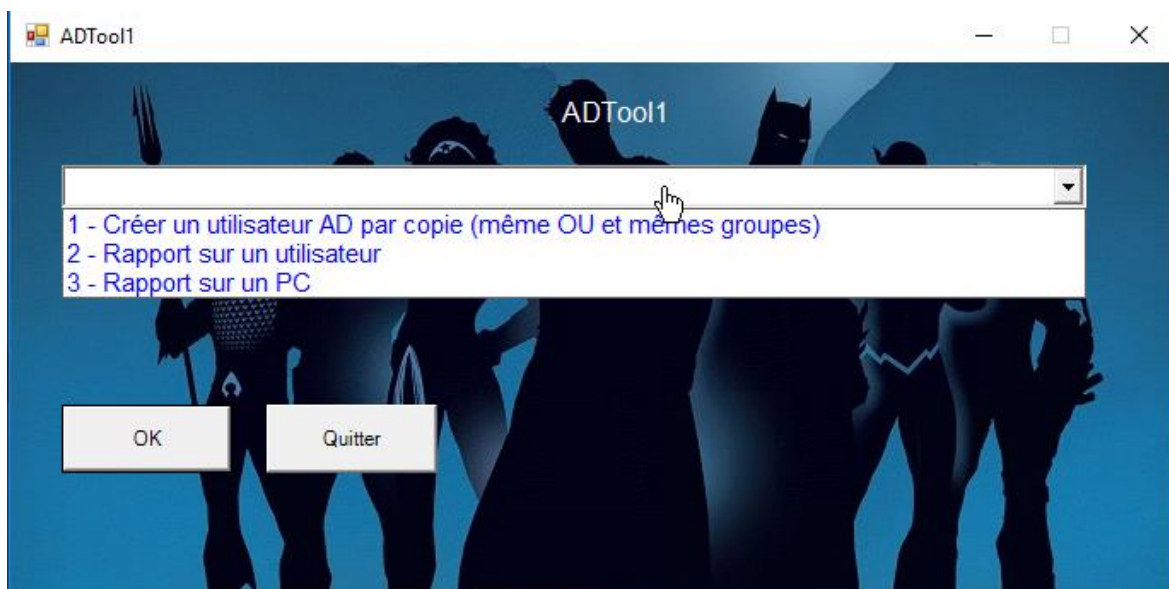 ADTool1
ADTool1
1 - Créer un utilisateur AD par copie (même OU et mêmes groupes)
2 - Rapport sur un utilisateur
3 - Rapport sur un PC
OK
Quitter